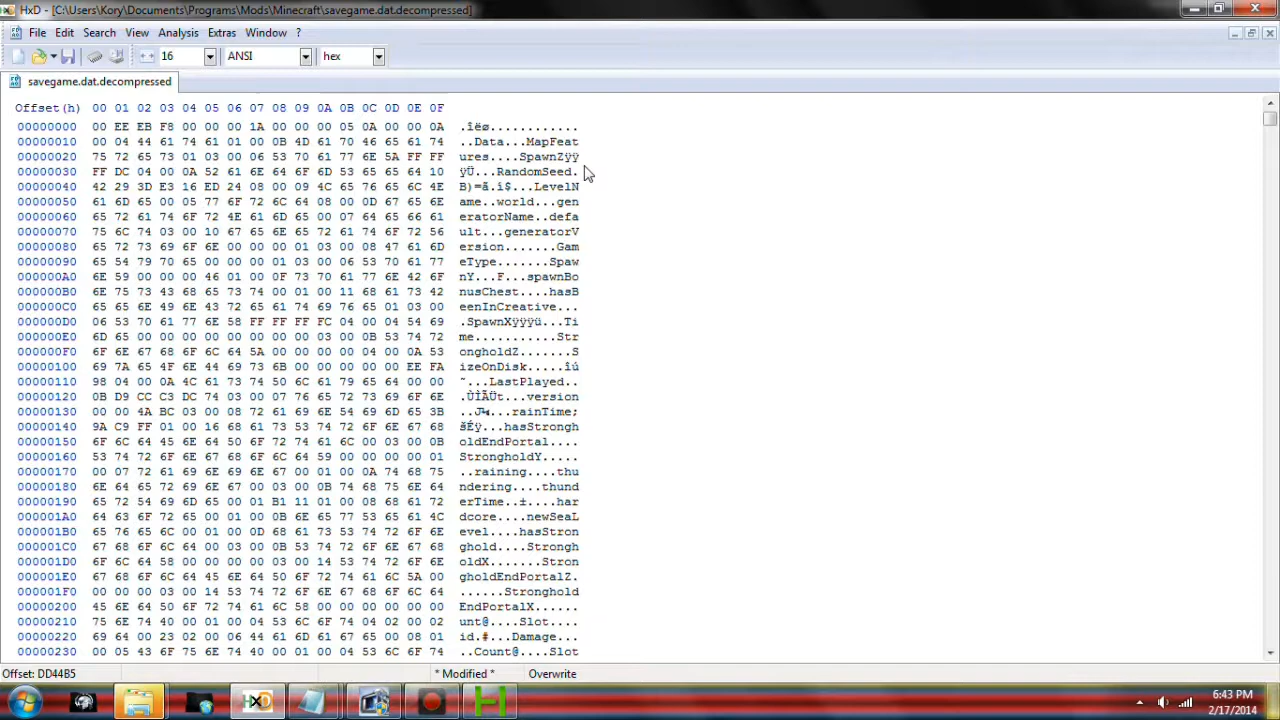 HxD - [C:\Users\Kory\Documents\Programs\Mods\Minecraft\savegame.dat.decompressed]
File Edit Search View Analysis Extras Window ?
16 ANSI hex
savegame.dat.decompressed
Offset(h) 00 01 02 03 04 05 06 07 08 09 0A 0B 0C 0D 0E 0F
00000000 00 EE EB F8 00 00 00 1A 00 00 00 05 0A 00 00 0A .îëø............
00000010 00 04 44 61 74 61 01 00 0B 4D 61 70 46 65 61 74 ..Data...MapFeat
00000020 75 72 65 73 01 03 00 06 53 70 61 77 6E 5A FF FF ures....SpawnZÿÿ
00000030 FF DC 04 00 0A 52 61 6E 64 6F 6D 53 65 65 64 10 ÿÜ...RandomSeed.
00000040 42 29 3D E3 16 ED 24 08 00 09 4C 65 76 65 6C 4E B)=ã.í$...LevelN
00000050 61 6D 65 00 05 77 6F 72 6C 64 08 00 0D 67 65 6E ame..world...gen
00000060 65 72 61 74 6F 72 4E 61 6D 65 00 07 64 65 66 61 eratorName..defa
00000070 75 6C 74 03 00 10 67 65 6E 65 72 61 74 6F 72 56 ult...generatorV
00000080 65 72 73 69 6F 6E 00 00 00 01 03 00 08 47 61 6D ersion.......Gam
00000090 65 54 79 70 65 00 00 00 01 03 00 06 53 70 61 77 eType.......Spaw
000000A0 6E 59 00 00 00 46 01 00 0F 73 70 61 77 6E 42 6F nY...F...spawnBo
000000B0 6E 75 73 43 68 65 73 74 00 01 00 11 68 61 73 42 nusChest....hasB
000000C0 65 65 6E 49 6E 43 72 65 61 74 69 76 65 01 03 00 eenInCreative...
000000D0 06 53 70 61 77 6E 58 FF FF FF FC 04 00 04 54 69 .SpawnXÿÿÿü...Ti
000000E0 6D 65 00 00 00 00 00 00 00 00 03 00 0B 53 74 72 me...........Str
000000F0 6F 6E 67 68 6F 6C 64 5A 00 00 00 00 04 00 0A 53 ongholdZ.......S
00000100 69 7A 65 4F 6E 44 69 73 6B 00 00 00 00 00 EE FA izeOnDisk.....îú
00000110 98 04 00 0A 4C 61 73 74 50 6C 61 79 65 64 00 00 ˜...LastPlayed..
00000120 0B D9 CC C3 DC 74 03 00 07 76 65 72 73 69 6F 6E .ÙÌÃÜt...version
00000130 00 00 4A BC 03 00 08 72 61 69 6E 54 69 6D 65 3B ..J¼...rainTime;
00000140 9A C9 FF 01 00 16 68 61 73 53 74 72 6F 6E 67 68 šÉÿ...hasStrongh
00000150 6F 6C 64 45 6E 64 50 6F 72 74 61 6C 00 03 00 0B oldEndPortal....
00000160 53 74 72 6F 6E 67 68 6F 6C 64 59 00 00 00 00 01 StrongholdY.....
00000170 00 07 72 61 69 6E 69 6E 67 00 01 00 0A 74 68 75 ..raining....thu
00000180 6E 64 65 72 69 6E 67 00 03 00 0B 74 68 75 6E 64 ndering....thund
00000190 65 72 54 69 6D 65 00 01 B1 11 01 00 08 68 61 72 erTime..±....har
000001A0 64 63 6F 72 65 00 01 00 0B 6E 65 77 53 65 61 4C dcore....newSeaL
000001B0 65 76 65 6C 00 01 00 0D 68 61 73 53 74 72 6F 6E evel....hasStron
000001C0 67 68 6F 6C 64 00 03 00 0B 53 74 72 6F 6E 67 68 ghold....Strongh
000001D0 6F 6C 64 58 00 00 00 00 03 00 14 53 74 72 6F 6E oldX.......Stron
000001E0 67 68 6F 6C 64 45 6E 64 50 6F 72 74 61 6C 5A 00 gholdEndPortalZ.
000001F0 00 00 00 03 00 14 53 74 72 6F 6E 67 68 6F 6C 64 ......Stronghold
00000200 45 6E 64 50 6F 72 74 61 6C 58 00 00 00 00 00 00 EndPortalX......
00000210 75 6E 74 40 00 01 00 04 53 6C 6F 74 04 02 00 02 unt@....Slot....
00000220 69 64 00 23 02 00 06 44 61 6D 61 67 65 00 08 01 id.#...Damage...
00000230 00 05 43 6F 75 6E 74 40 00 01 00 04 53 6C 6F 74 ..Count@....Slot
Offset: DD44B5 * Modified * Overwrite
6:43 PM
2/17/2014